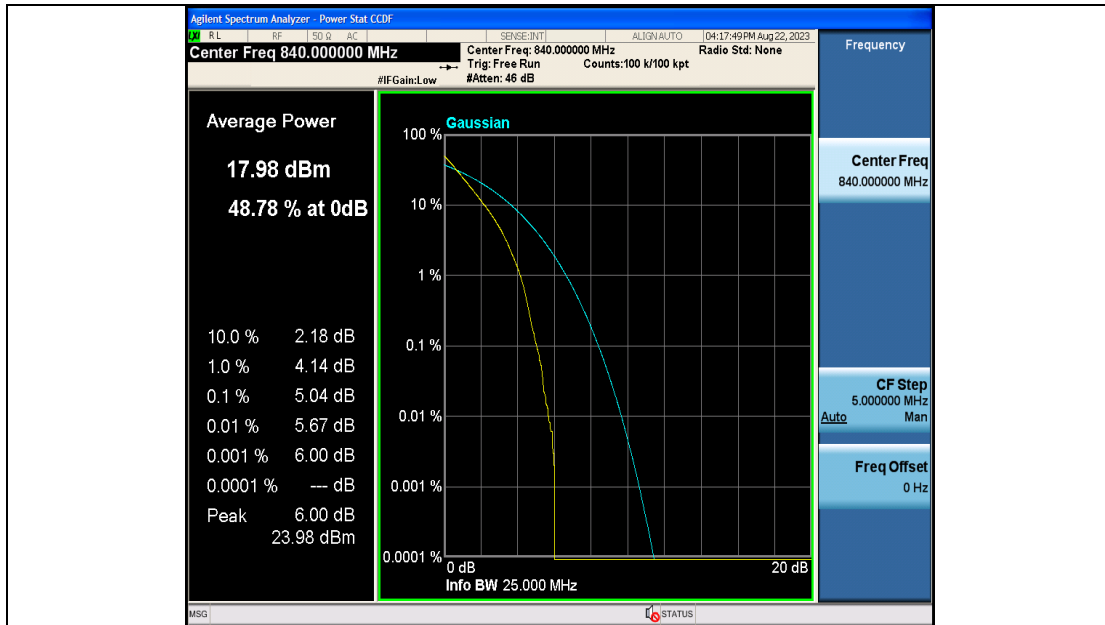 Agilent Spectrum Analyzer - Power Stat CCDF
LXI RL RF 50 Ω AC SENSE:INT ALIGN AUTO 04:17:49 PM Aug 22, 2023
Center Freq 840.000000 MHz
Center Freq: 840.000000 MHz Radio Std: None
Trig: Free Run Counts:100 k/100 kpt
#IFGain:Low #Atten: 46 dB
Frequency
Average Power
17.98 dBm
48.78 % at 0dB
10.0 % 2.18 dB
1.0 % 4.14 dB
0.1 % 5.04 dB
0.01 % 5.67 dB
0.001 % 6.00 dB
0.0001 % --- dB
Peak 6.00 dB
23.98 dBm
Gaussian
100 %
10 %
1 %
0.1 %
0.01 %
0.001 %
0.0001 %
0 dB 20 dB
Info BW 25.000 MHz
Center Freq
840.000000 MHz
CF Step
5.000000 MHz
Auto Man
Freq Offset
0 Hz
MSG STATUS